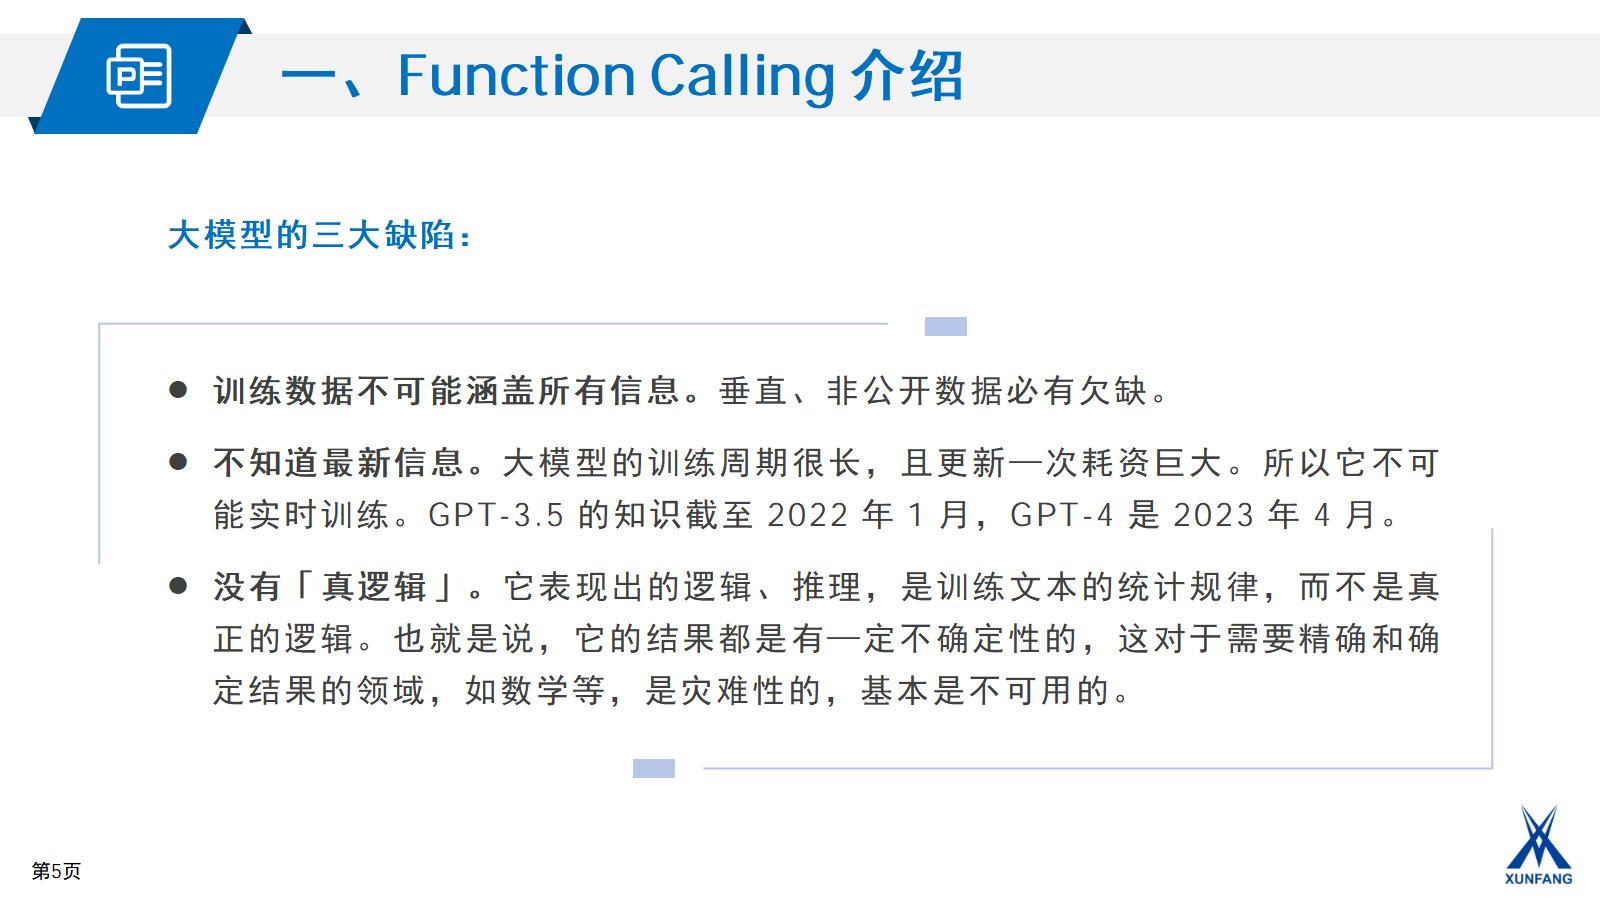 一、Function Calling 介绍
大模型的三大缺陷：
● 训练数据不可能涵盖所有信息。垂直、非公开数据必有欠缺。
● 不知道最新信息。大模型的训练周期很长，且更新一次耗资巨大。所以它不可
能实时训练。GPT-3.5 的知识截至 2022 年 1 月，GPT-4 是 2023 年 4 月。
● 没有「真逻辑」。它表现出的逻辑、推理，是训练文本的统计规律，而不是真
正的逻辑。也就是说，它的结果都是有一定不确定性的，这对于需要精确和确
定结果的领域，如数学等，是灾难性的，基本是不可用的。
第5页
XUNFANG